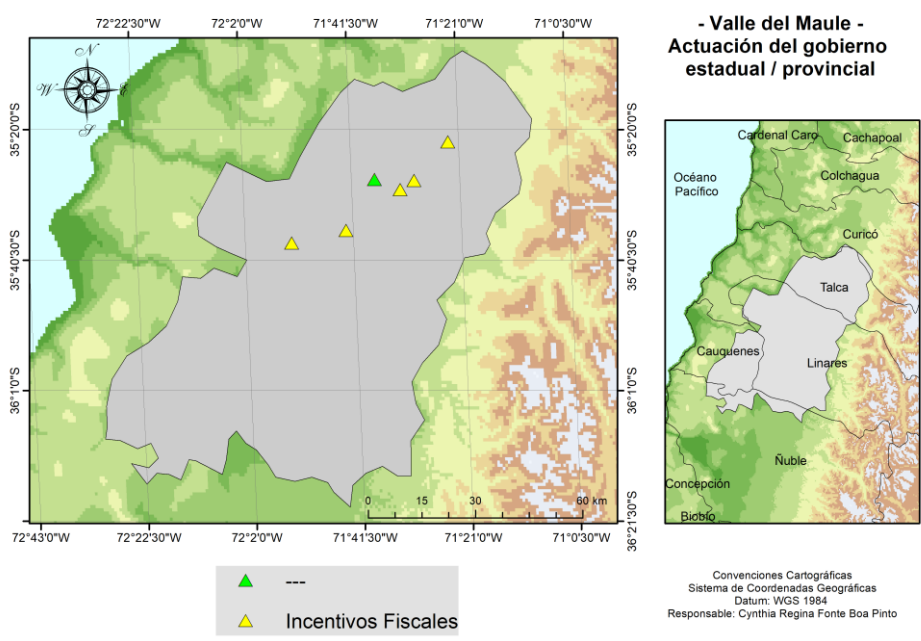 - Valle del Maule -
Actuación del gobierno
estadual / provincial
72°22'30"W 72°2'0"W 71°41'30"W 71°21'0"W 71°0'30"W
N
W E
S
35°20'0"S
35°20'0"S
35°40'30"S
35°40'30"S
36°1'0"S
36°1'0"S
36°21'30"S
0 15 30 60 km
72°43'0"W 72°22'30"W 72°2'0"W 71°41'30"W 71°21'0"W 71°0'30"W
Cardenal Caro
Cachapoal
Océano
Pacífico
Colchagua
Curicó
Talca
Cauquenes
Linares
Ñuble
Concepción
Biobío
---
Incentivos Fiscales
Convenciones Cartográficas
Sistema de Coordenadas Geográficas
Datum: WGS 1984
Responsable: Cynthia Regina Fonte Boa Pinto